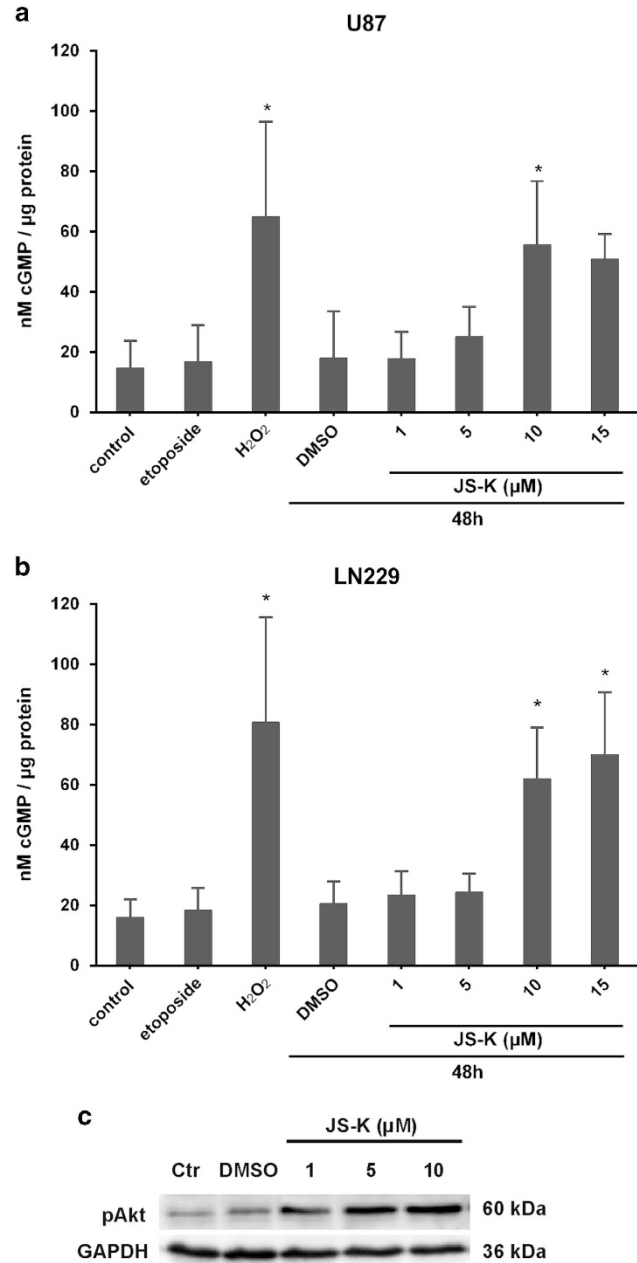 a
U87
nM cGMP / µg protein
120
100
80
60
40
20
0
*
*
control
etoposide
H₂O₂
DMSO
1
5
10
15
JS-K (µM)
48h
b
LN229
nM cGMP / µg protein
120
100
80
60
40
20
0
*
*
*
control
etoposide
H₂O₂
DMSO
1
5
10
15
JS-K (µM)
48h
c
JS-K (µM)
Ctr DMSO 1 5 10
pAkt 60 kDa
GAPDH 36 kDa